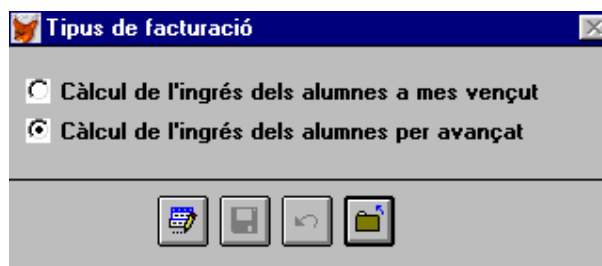 Tipus de facturació
Càlcul de l'ingrés dels alumnes a mes vençut
Càlcul de l'ingrés dels alumnes per avançat